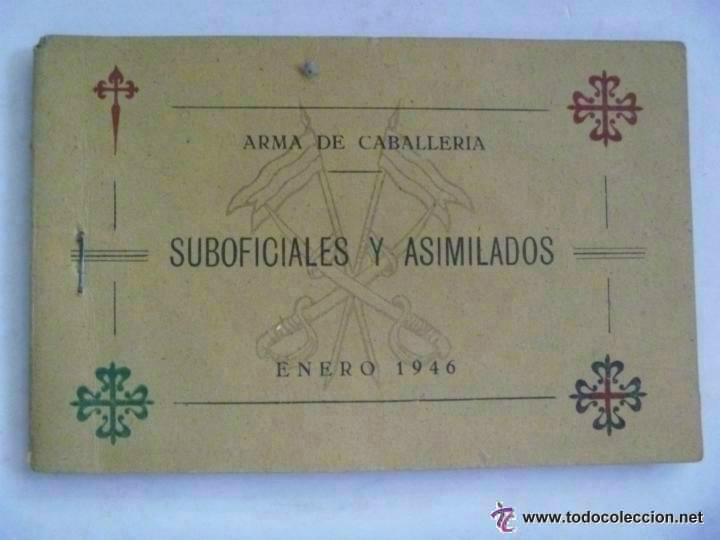 ARMA DE CABALLERIA
SUBOFICIALES Y ASIMILADOS
ENERO 1946
www.todocoleccion.net